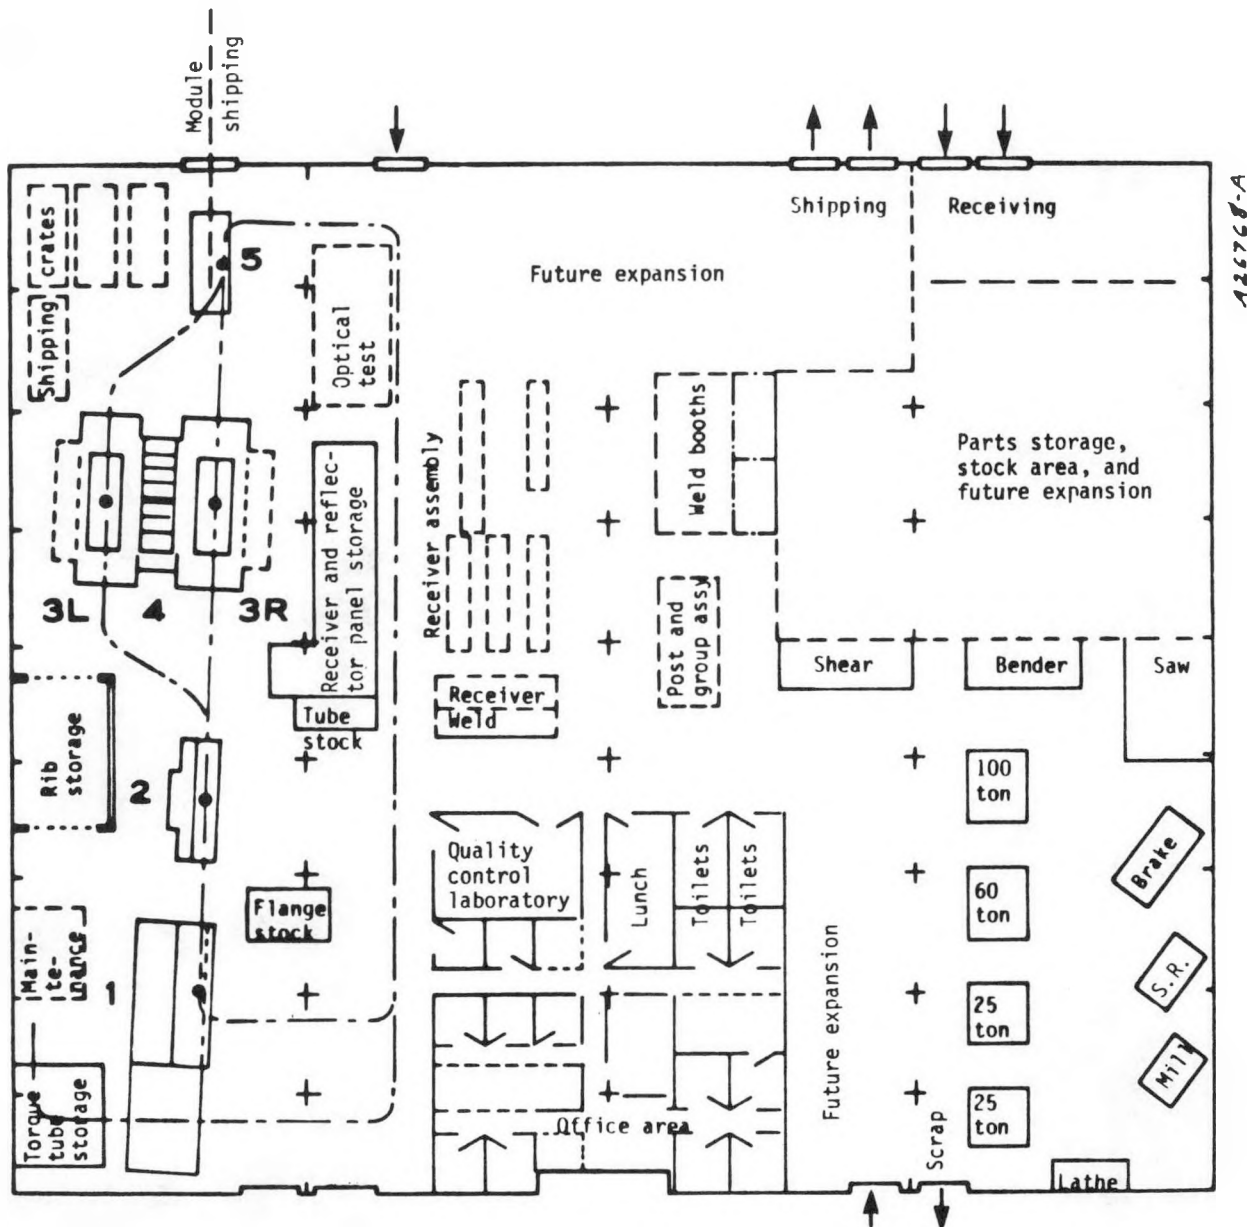 Module
shipping
A26768-A
Shipping
Receiving
Shipping crates
5
Future expansion
Optical
test
Receiver assembly
Weld booths
Parts storage,
stock area, and
future expansion
3L
4
3R
Receiver and reflec-
tor panel storage
Post and
group assy
Shear
Bender
Saw
Receiver
Weld
Tube
stock
Rib
storage
2
100
ton
Quality
control
laboratory
Lunch
Toilets
Toilets
60
ton
Brake
Flange
stock
Main-
te-
nance
1
Future expansion
25
ton
S.R.
Mill
Torque
tube
storage
Office area
25
ton
Scrap
Lathe